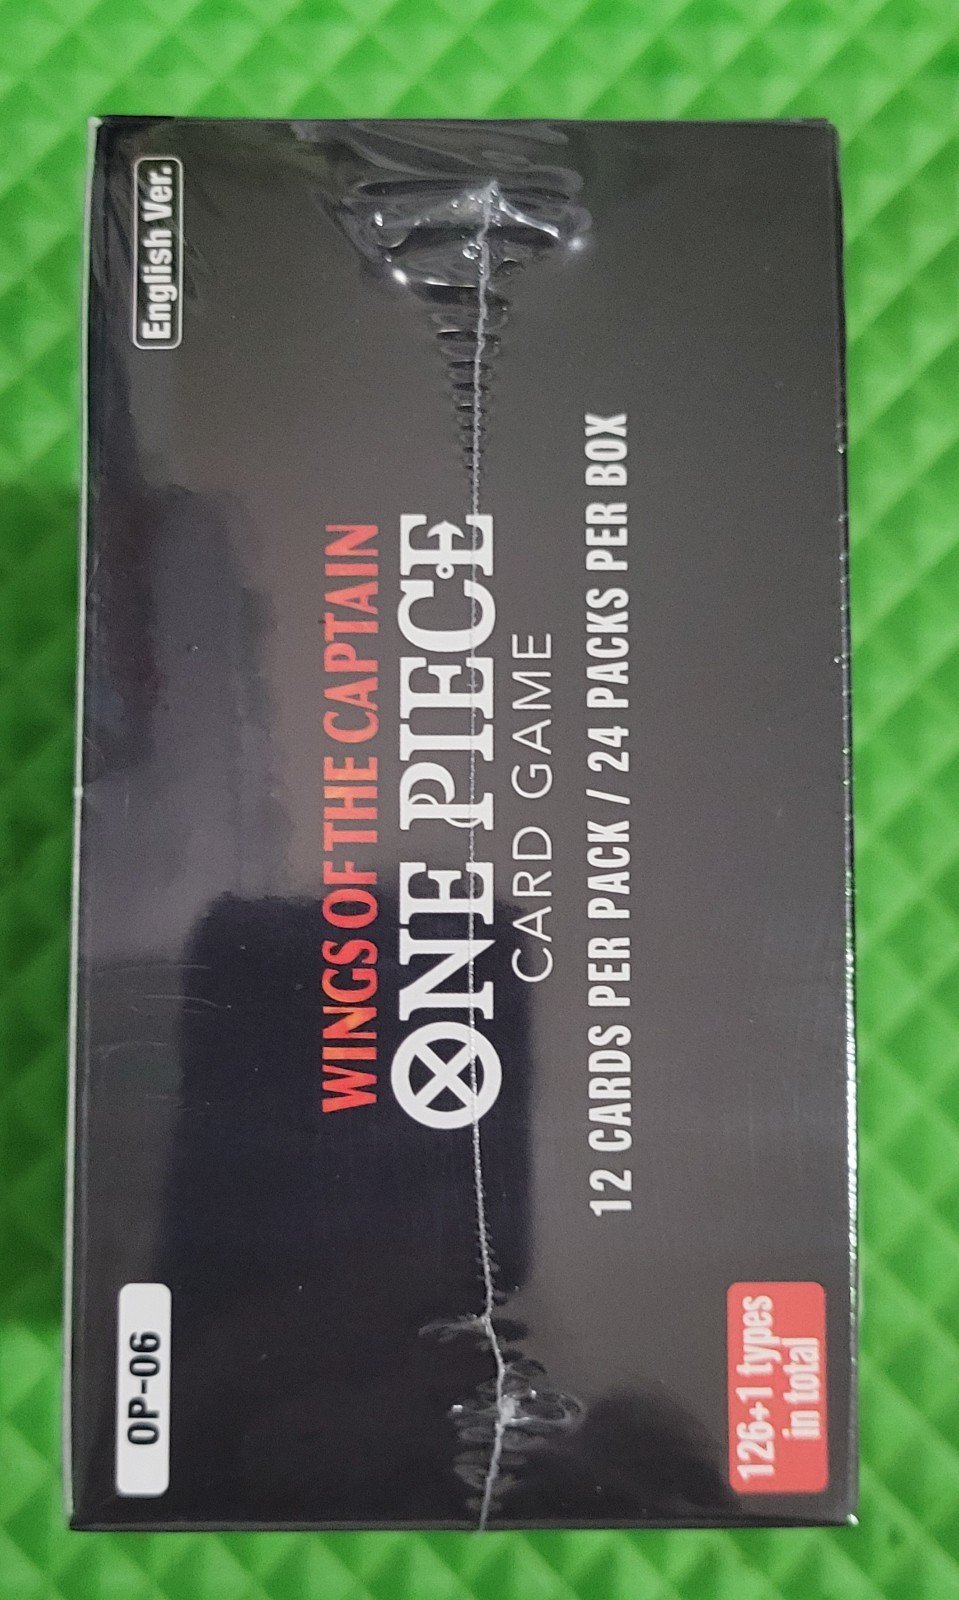 OP-06
English Ver.
WINGS OF THE CAPTAIN
ONE PIECE
CARD GAME
12 CARDS PER PACK / 24 PACKS PER BOX
126+1 types
in total